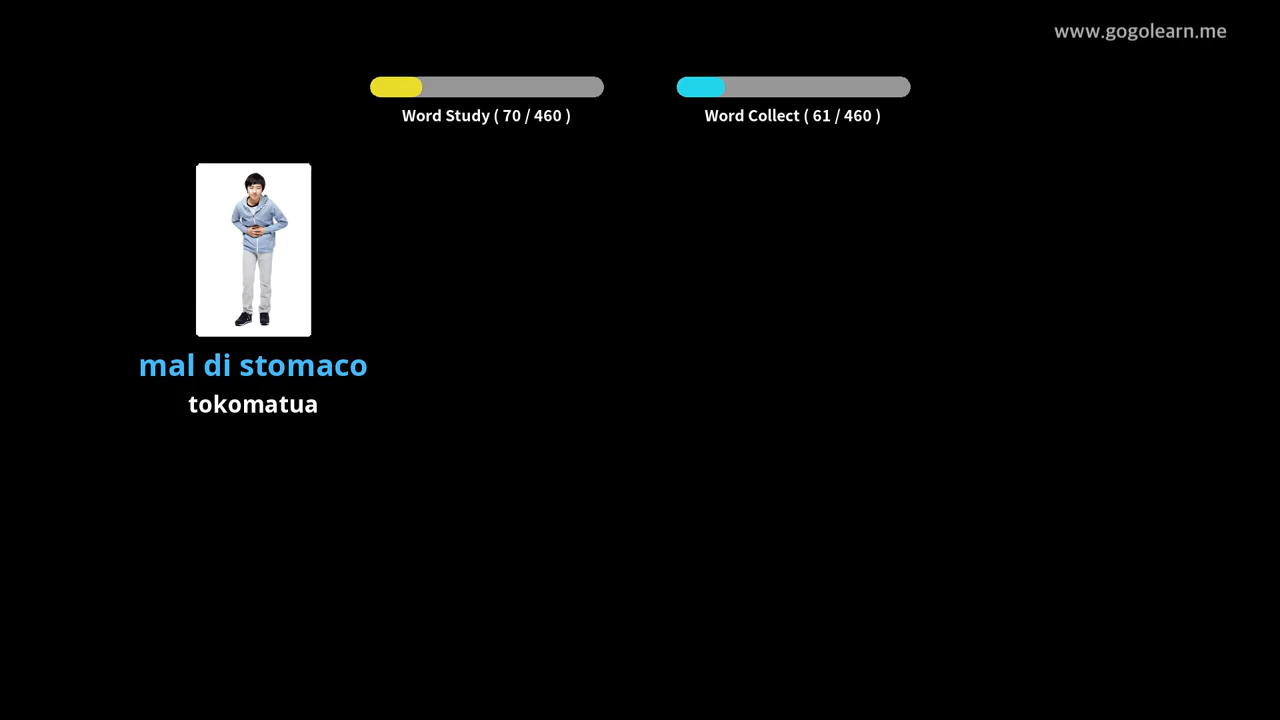 www.gogolearn.me
Word Study ( 70 / 460 )
Word Collect ( 61 / 460 )
mal di stomaco
tokomatua